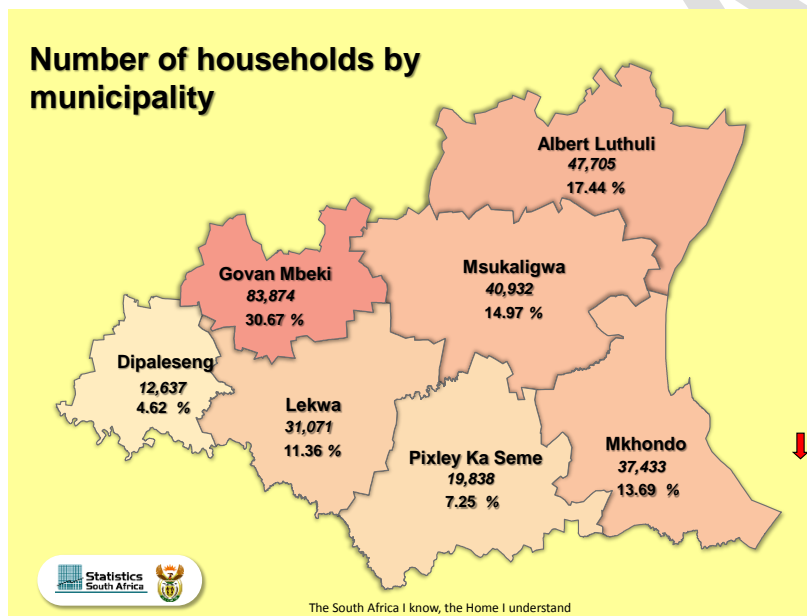 Number of households by
municipality
Albert Luthuli
47,705
17.44 %
Govan Mbeki
83,874
30.67 %
Msukaligwa
40,932
14.97 %
Dipaleseng
12,637
4.62 %
Lekwa
31,071
11.36 %
Pixley Ka Seme
19,838
7.25 %
Mkhondo
37,433
13.69 %
Statistics
South Africa
The South Africa I know, the Home I understand